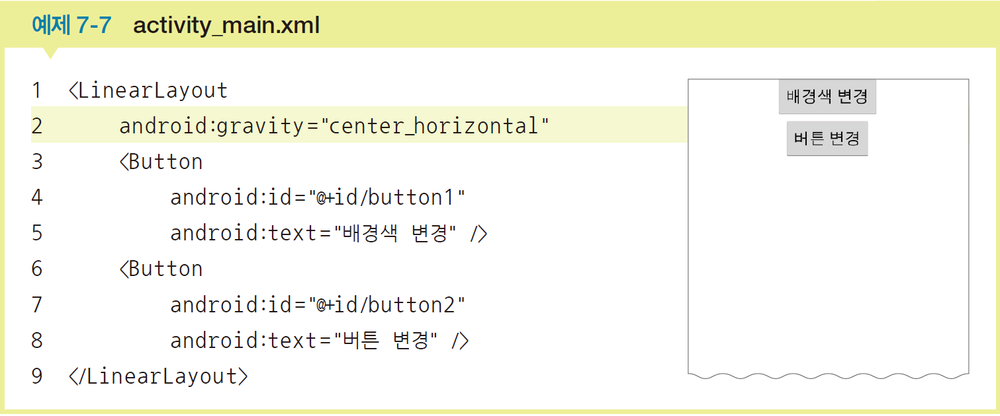 예제 7-7 activity_main.xml
1 <LinearLayout
2 android:gravity="center_horizontal"
3 <Button
4 android:id="@+id/button1"
5 android:text="배경색 변경" />
6 <Button
7 android:id="@+id/button2"
8 android:text="버튼 변경" />
9 </LinearLayout>
배경색 변경
버튼 변경